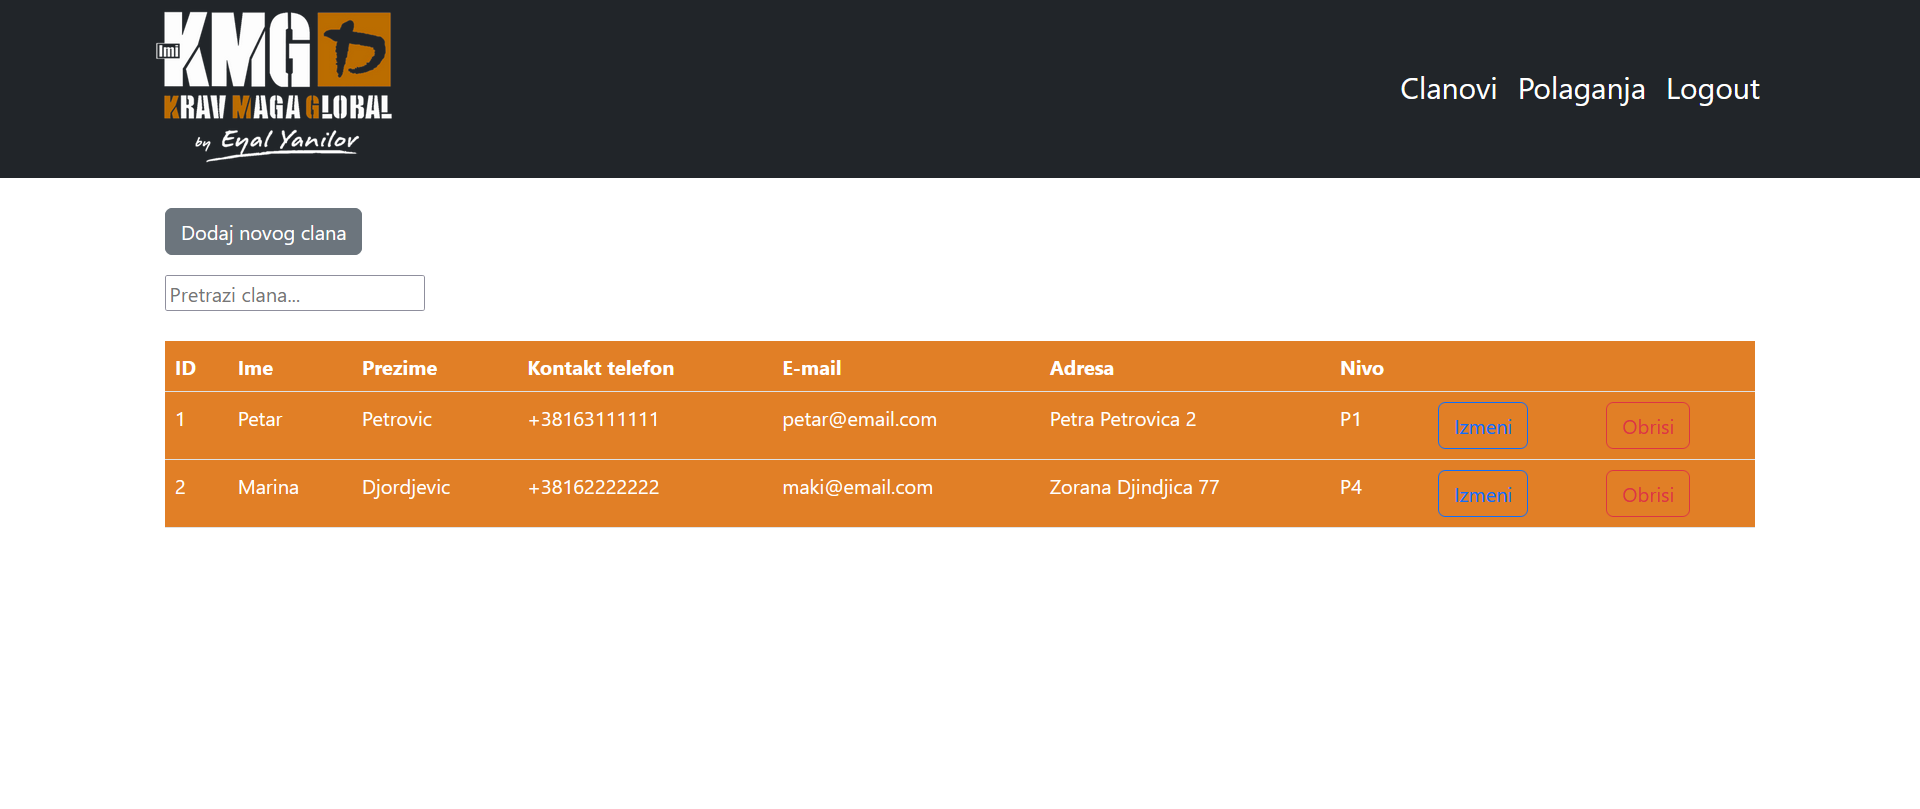 Imi
KMG
KRAV MAGA GLOBAL
by Eyal Yanilov
Clanovi Polaganja Logout
Dodaj novog clana
Pretrazi clana...
ID Ime Prezime Kontakt telefon E-mail Adresa Nivo
1 Petar Petrovic +38163111111 petar@email.com Petra Petrovica 2 P1 Izmeni Obrisi
2 Marina Djordjevic +38162222222 maki@email.com Zorana Djindjica 77 P4 Izmeni Obrisi